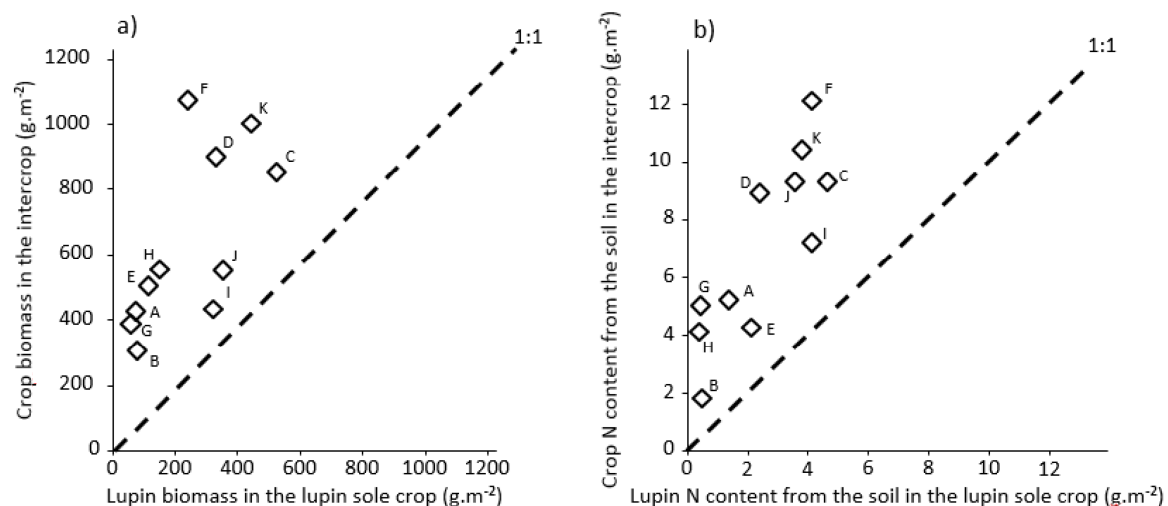 a)
1:1
Crop biomass in the intercrop (g.m-2)
1200
1000
800
600
400
200
0
F
K
D
C
H
J
E
I
A
G
B
0 200 400 600 800 1000 1200
Lupin biomass in the lupin sole crop (g.m-2)
b)
1:1
Crop N content from the soil in the intercrop (g.m-2)
12
10
8
6
4
2
0
F
K
D
J
C
I
G
A
H
E
B
0 2 4 6 8 10 12
Lupin N content from the soil in the lupin sole crop (g.m-2)